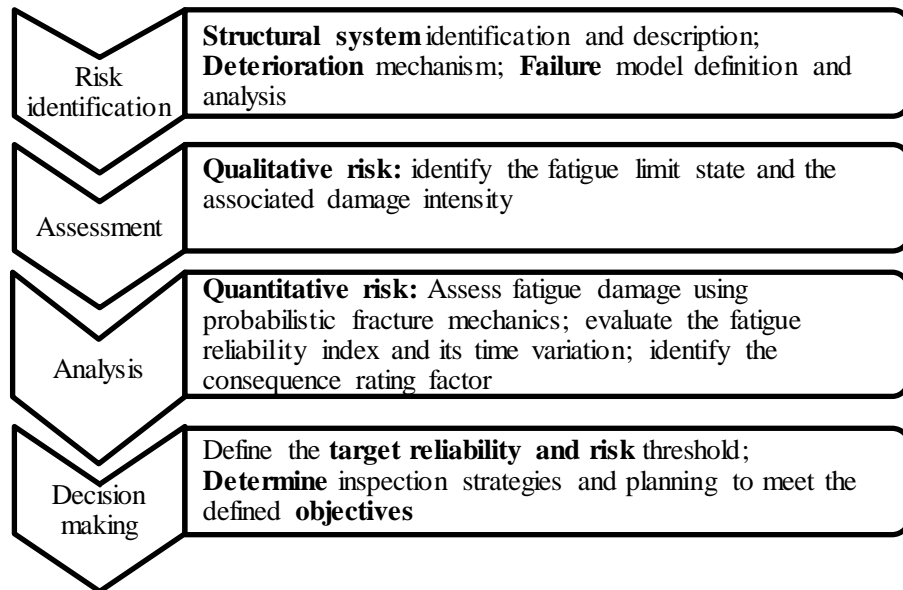 Risk
identification
Structural system identification and description;
Deterioration mechanism; Failure model definition and
analysis
Assessment
Qualitative risk: identify the fatigue limit state and the
associated damage intensity
Analysis
Quantitative risk: Assess fatigue damage using
probabilistic fracture mechanics; evaluate the fatigue
reliability index and its time variation; identify the
consequence rating factor
Decision
making
Define the target reliability and risk threshold;
Determine inspection strategies and planning to meet the
defined objectives